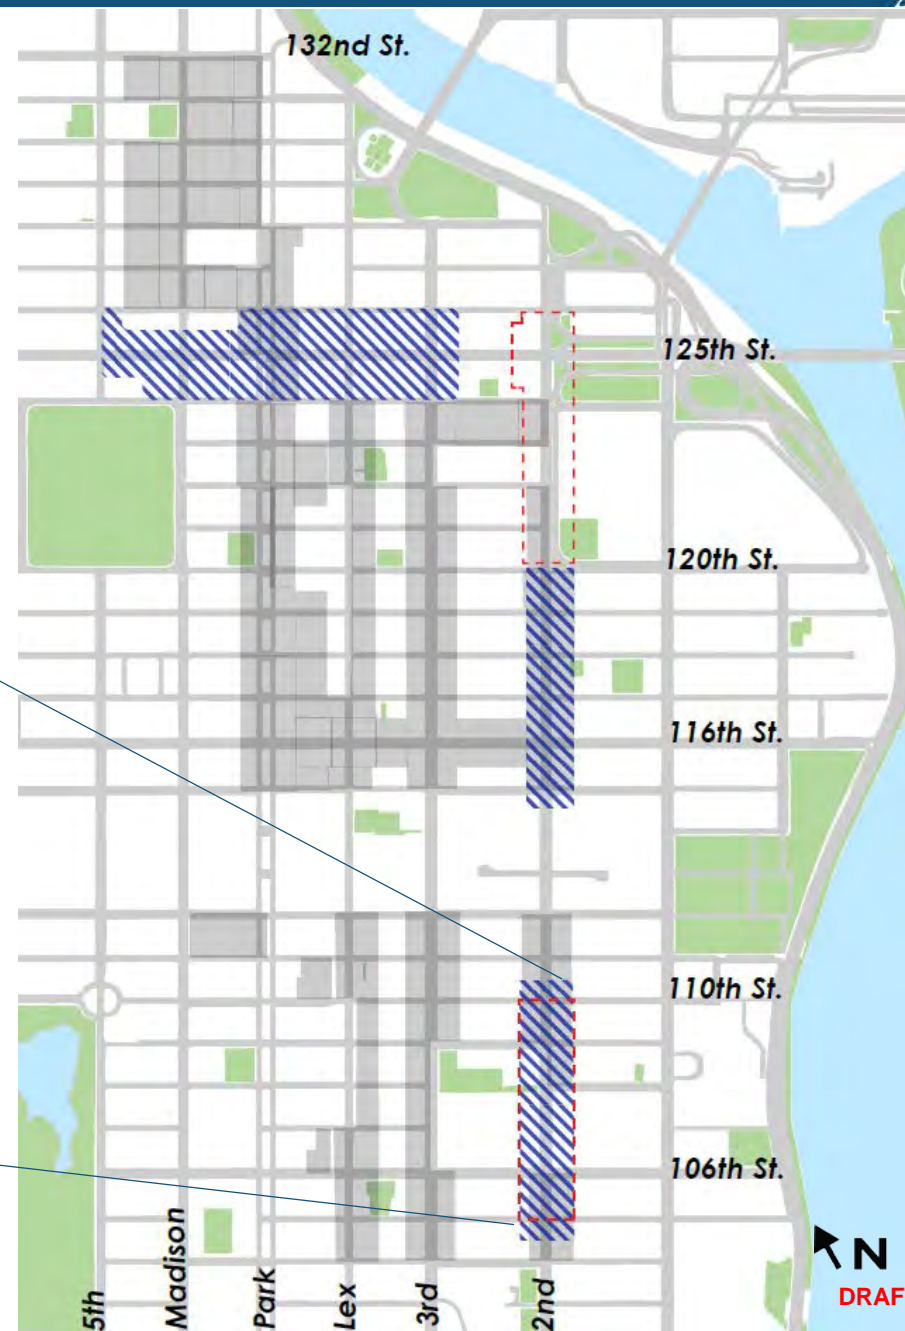 132nd St.
125th St.
120th St.
116th St.
110th St.
106th St.
5th
Madison
Park
Lex
3rd
2nd
N
DRAF